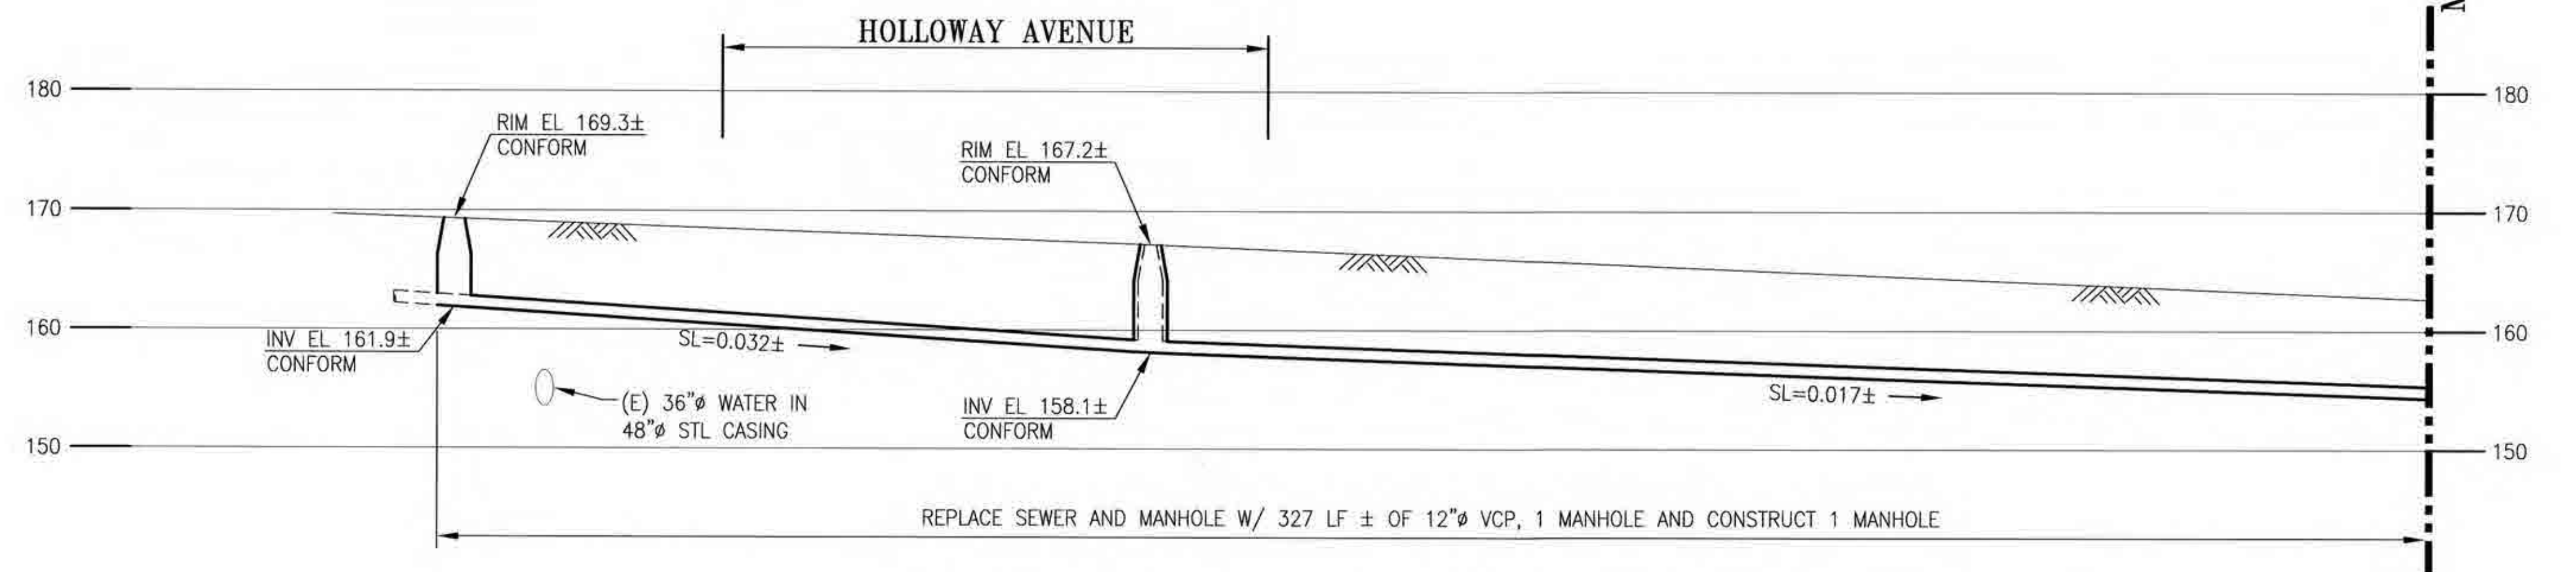 HOLLOWAY AVENUE
180
180
RIM EL 169.3±
CONFORM
RIM EL 167.2±
CONFORM
170
170
160
160
INV EL 161.9±
CONFORM
SL=0.032±
(E) 36"ø WATER IN
48"ø STL CASING
INV EL 158.1±
CONFORM
SL=0.017±
150
150
REPLACE SEWER AND MANHOLE W/ 327 LF ± OF 12"ø VCP, 1 MANHOLE AND CONSTRUCT 1 MANHOLE